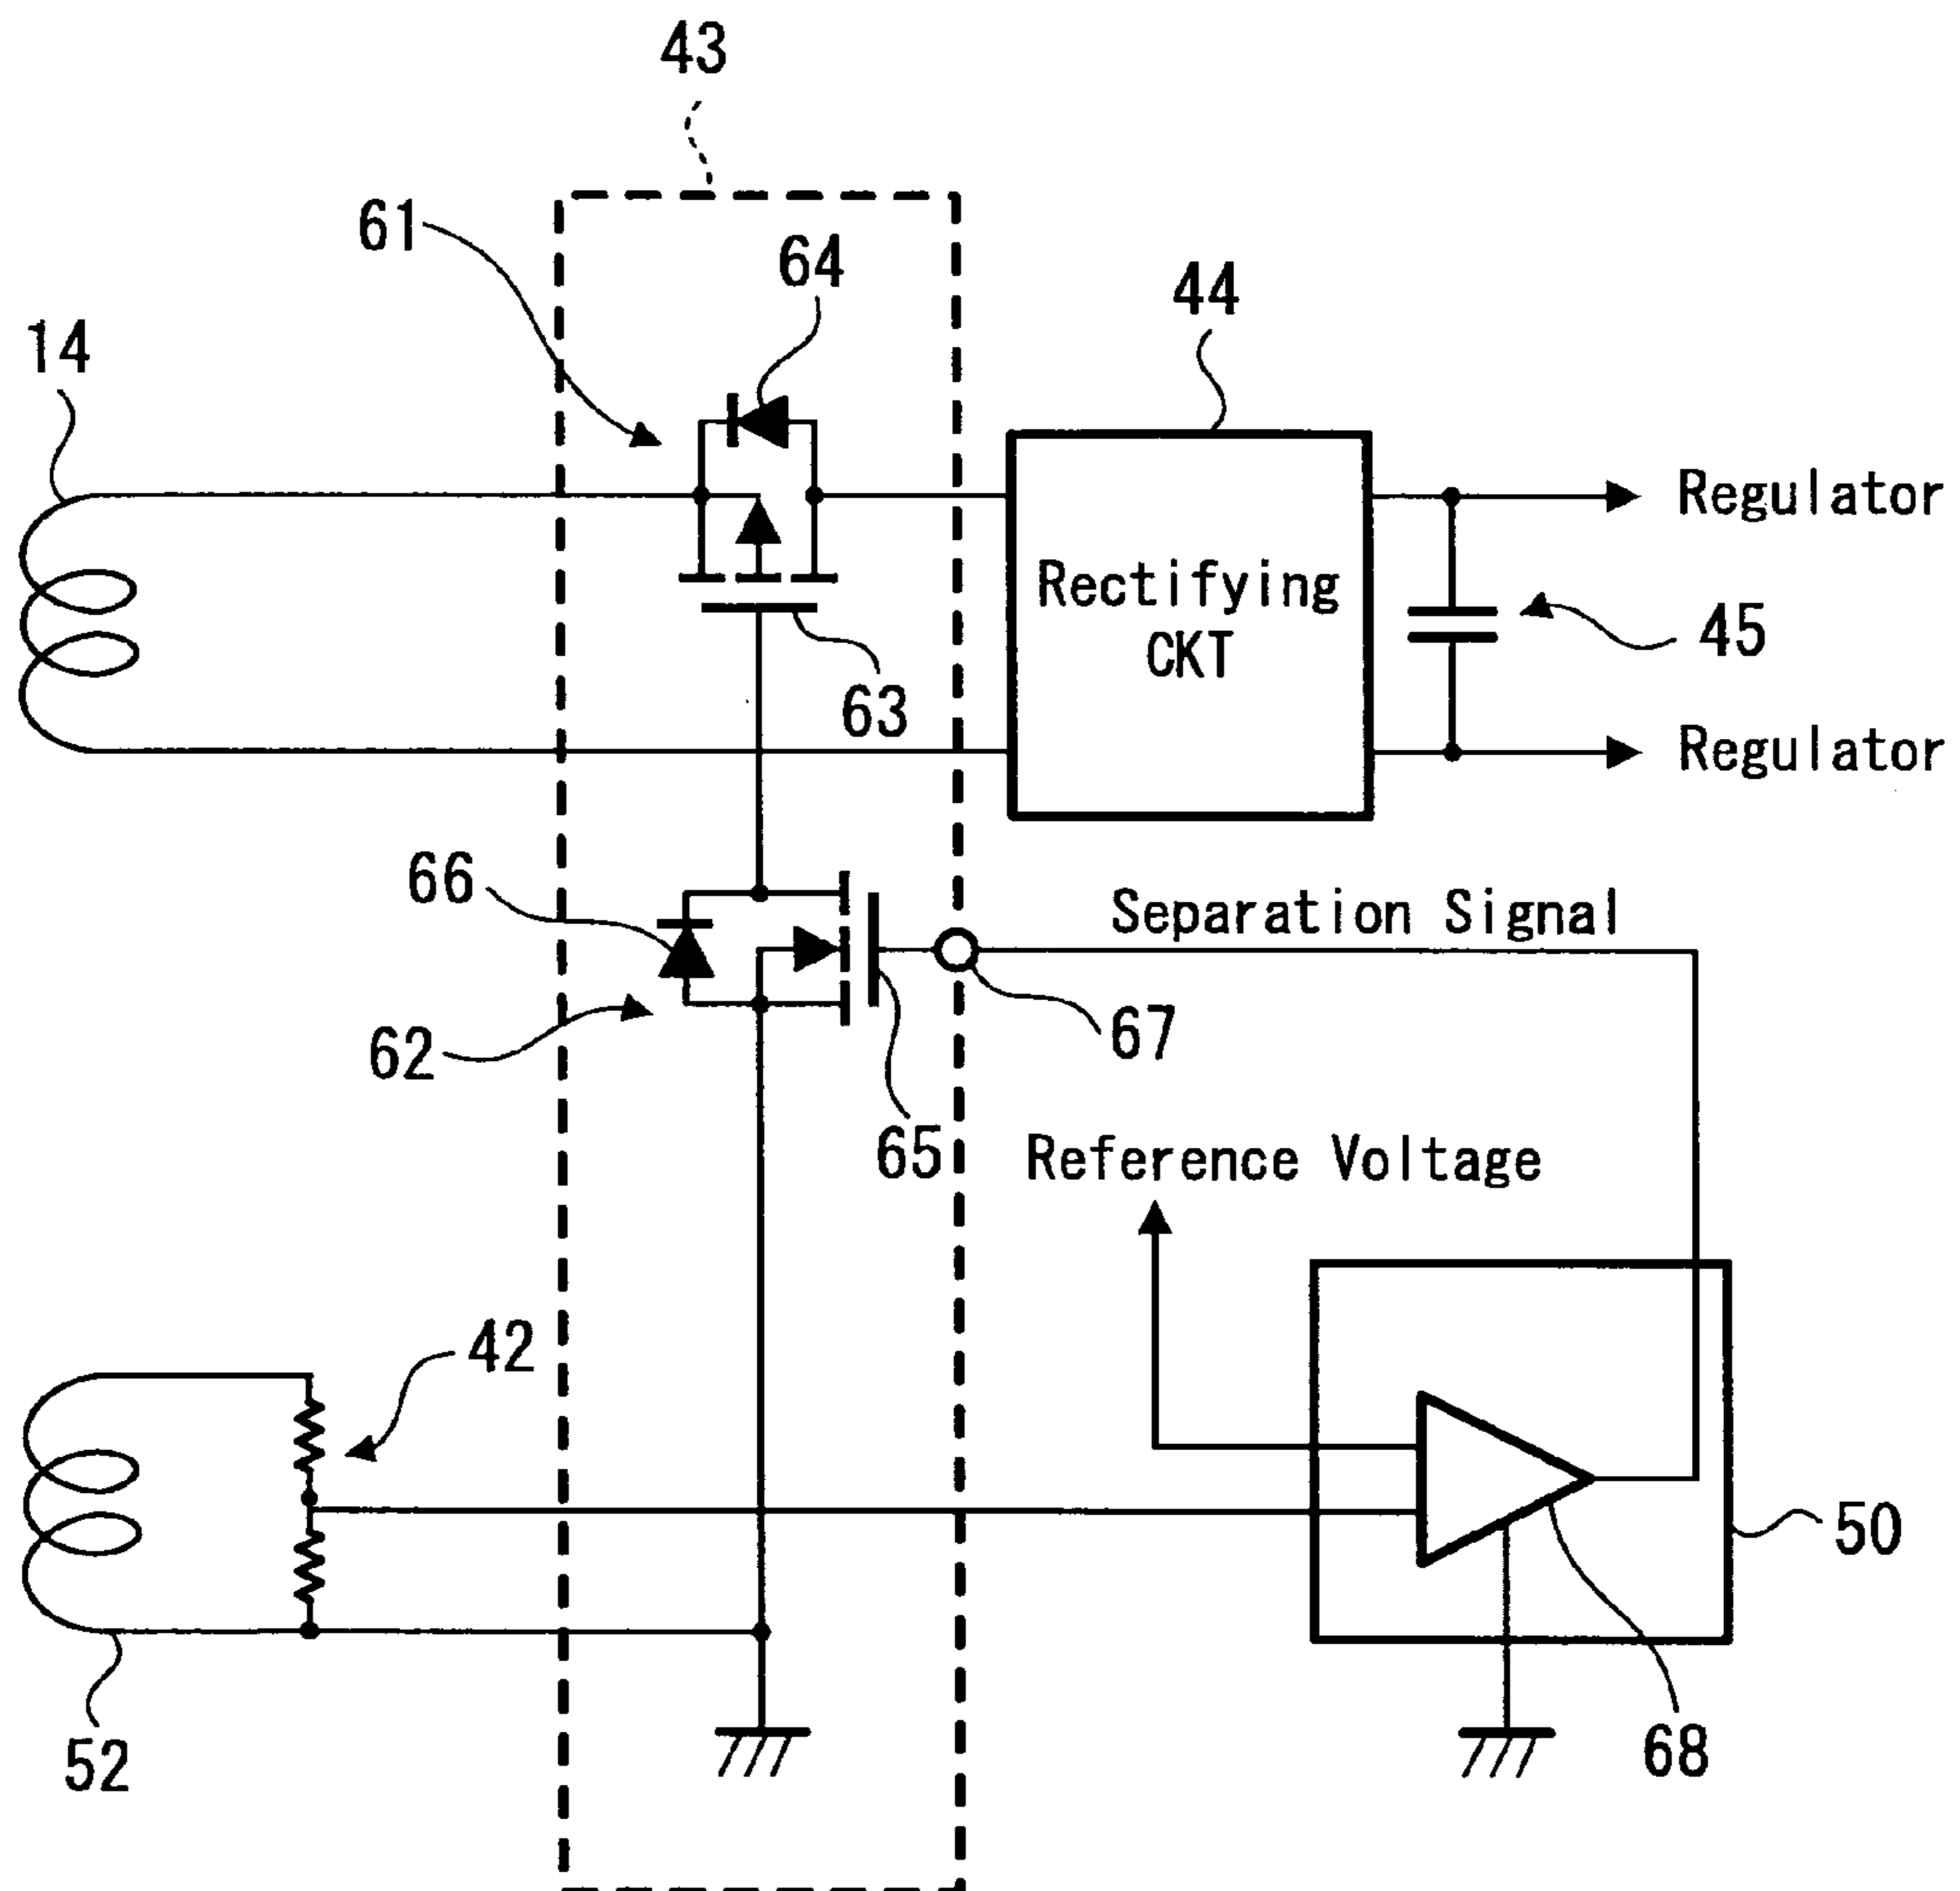 43
61
64
44
14
Regulator
Rectifying
CKT
45
63
Regulator
66
Separation Signal
62
67
65
Reference Voltage
42
50
52
68